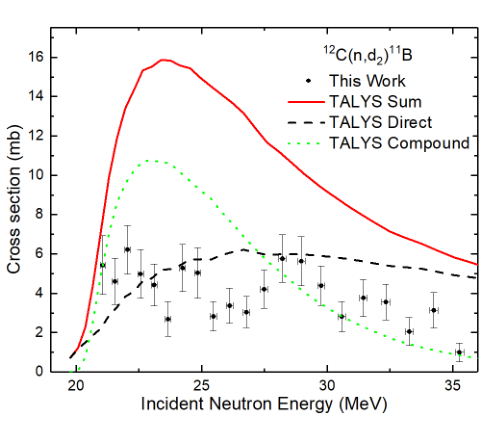 ¹²C(n,d₂)¹¹B
This Work
TALYS Sum
TALYS Direct
TALYS Compound
Cross section (mb)
16
14
12
10
8
6
4
2
0
20 25 30 35
Incident Neutron Energy (MeV)